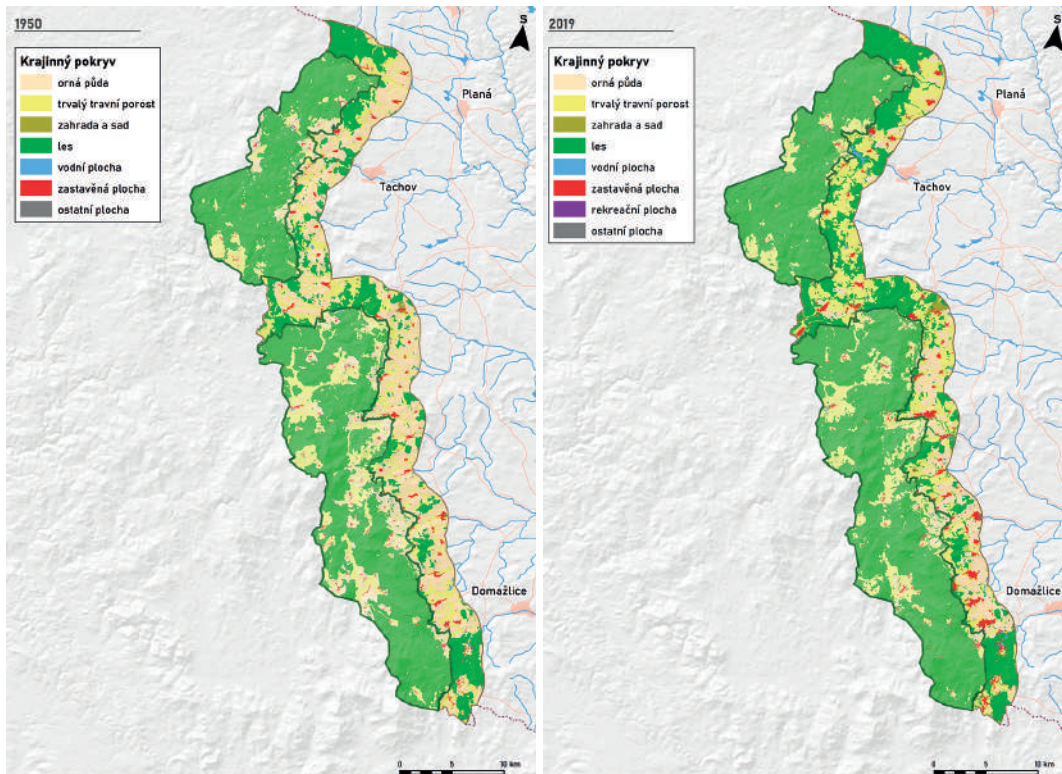 1950
S
Krajinný pokryv
orná půda
trvalý travní porost
zahrada a sad
les
vodní plocha
zastavěná plocha
ostatní plocha
Planá
Tachov
Domažlice
0 5 10 km
2019
S
Krajinný pokryv
orná půda
trvalý travní porost
zahrada a sad
les
vodní plocha
zastavěná plocha
rekreační plocha
ostatní plocha
Planá
Tachov
Domažlice
0 5 10 km